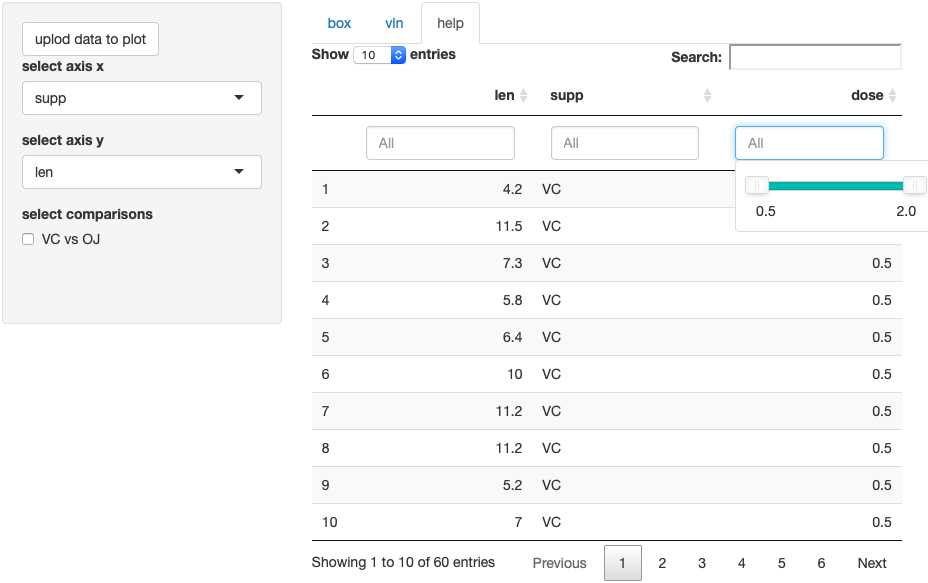 uplod data to plot
select axis x
supp
select axis y
len
select comparisons
VC vs OJ
box vln help
Show 10 entries Search:
len supp dose
All All All
0.5 2.0
1 4.2 VC
2 11.5 VC
3 7.3 VC 0.5
4 5.8 VC 0.5
5 6.4 VC 0.5
6 10 VC 0.5
7 11.2 VC 0.5
8 11.2 VC 0.5
9 5.2 VC 0.5
10 7 VC 0.5
Showing 1 to 10 of 60 entries Previous 1 2 3 4 5 6 Next